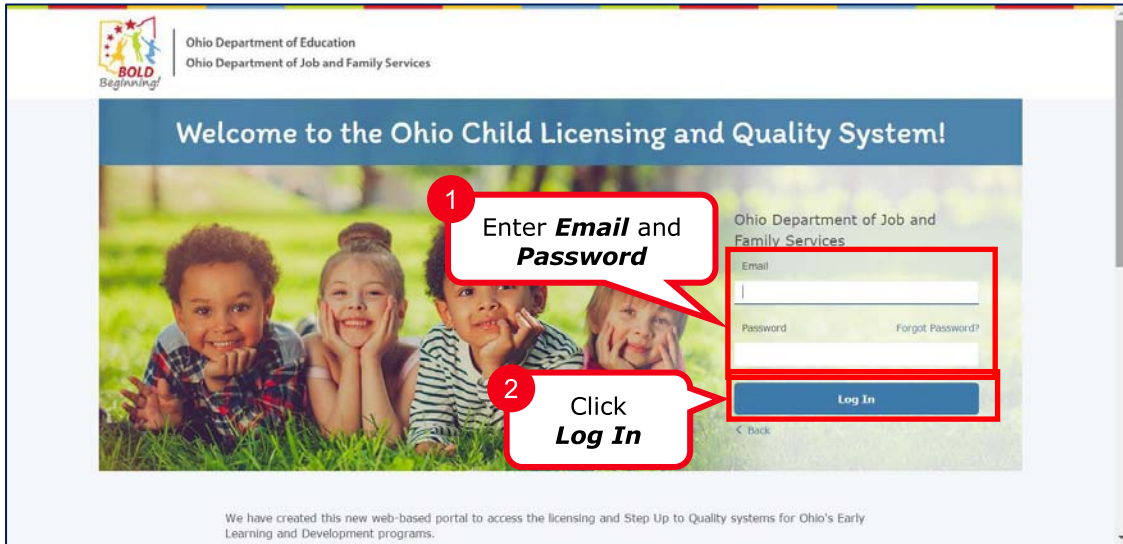 BOLD
Beginning!
Ohio Department of Education
Ohio Department of Job and Family Services
Welcome to the Ohio Child Licensing and Quality System!
1
Enter Email and
Password
Ohio Department of Job and
Family Services
Email
Password Forgot Password?
2
Click
Log In
Log In
< Back
We have created this new web-based portal to access the licensing and Step Up to Quality systems for Ohio's Early
Learning and Development programs.